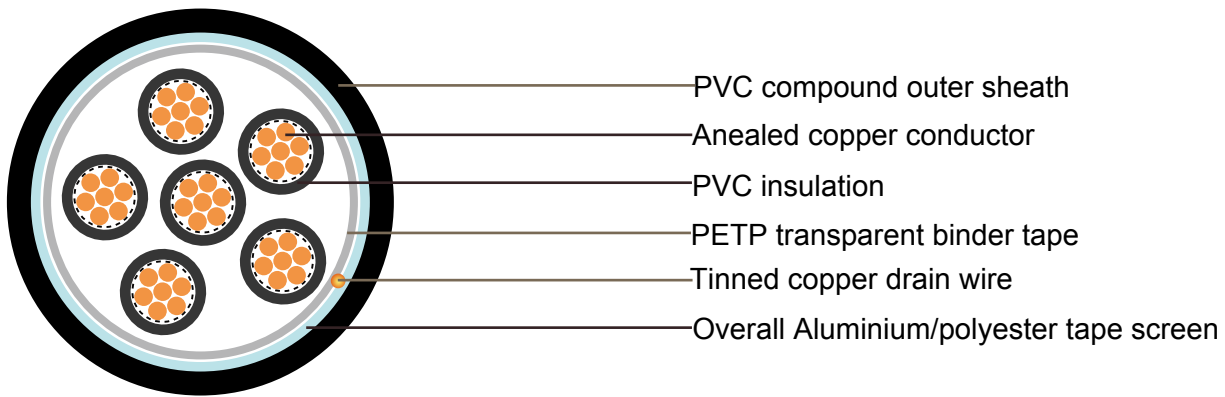 PVC compound outer sheath
Anealed copper conductor
PVC insulation
PETP transparent binder tape
Tinned copper drain wire
Overall Aluminium/polyester tape screen